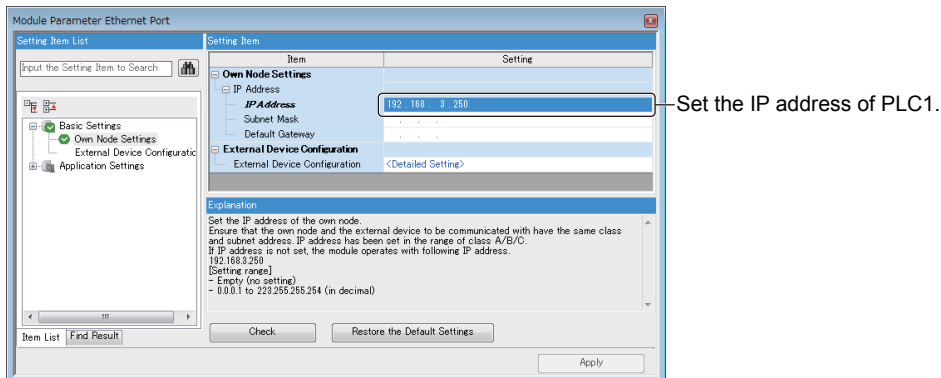 Module Parameter Ethernet Port
Setting Item List
Input the Setting Item to Search
Basic Settings
Own Node Settings
External Device Configuratic
Application Settings
Item List
Find Result
Setting Item
Item Setting
Own Node Settings
IP Address
IP Address 192 . 168 . 3 . 250
Subnet Mask . . .
Default Gateway . . .
External Device Configuration
External Device Configuration <Detailed Setting>
Set the IP address of PLC1.
Explanation
Set the IP address of the own node.
Ensure that the own node and the external device to be communicated with have the same class
and subnet address. IP address has been set in the range of class A/B/C.
If IP address is not set, the module operates with following IP address.
192.168.3.250
[Setting range]
- Empty (no setting)
- 0.0.0.1 to 223.255.255.254 (in decimal)
Check
Restore the Default Settings
Apply